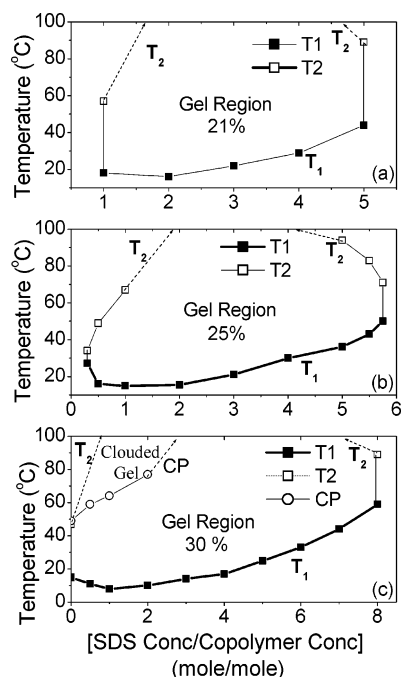 100
80
60
40
20
T2
T2
T1
T2
Gel Region
21%
T1
(a)
Temperature (°C)
1 2 3 4 5
100
80
60
40
20
0
T2
T2
T1
T2
Gel Region
25%
T1
(b)
Temperature (°C)
0 1 2 3 4 5 6
100
80
60
40
20
0
T2
Clouded
Gel
CP
T2
T1
T2
CP
Gel Region
30 %
T1
(c)
Temperature (°C)
0 2 4 6 8
[SDS Conc/Copolymer Conc]
(mole/mole)